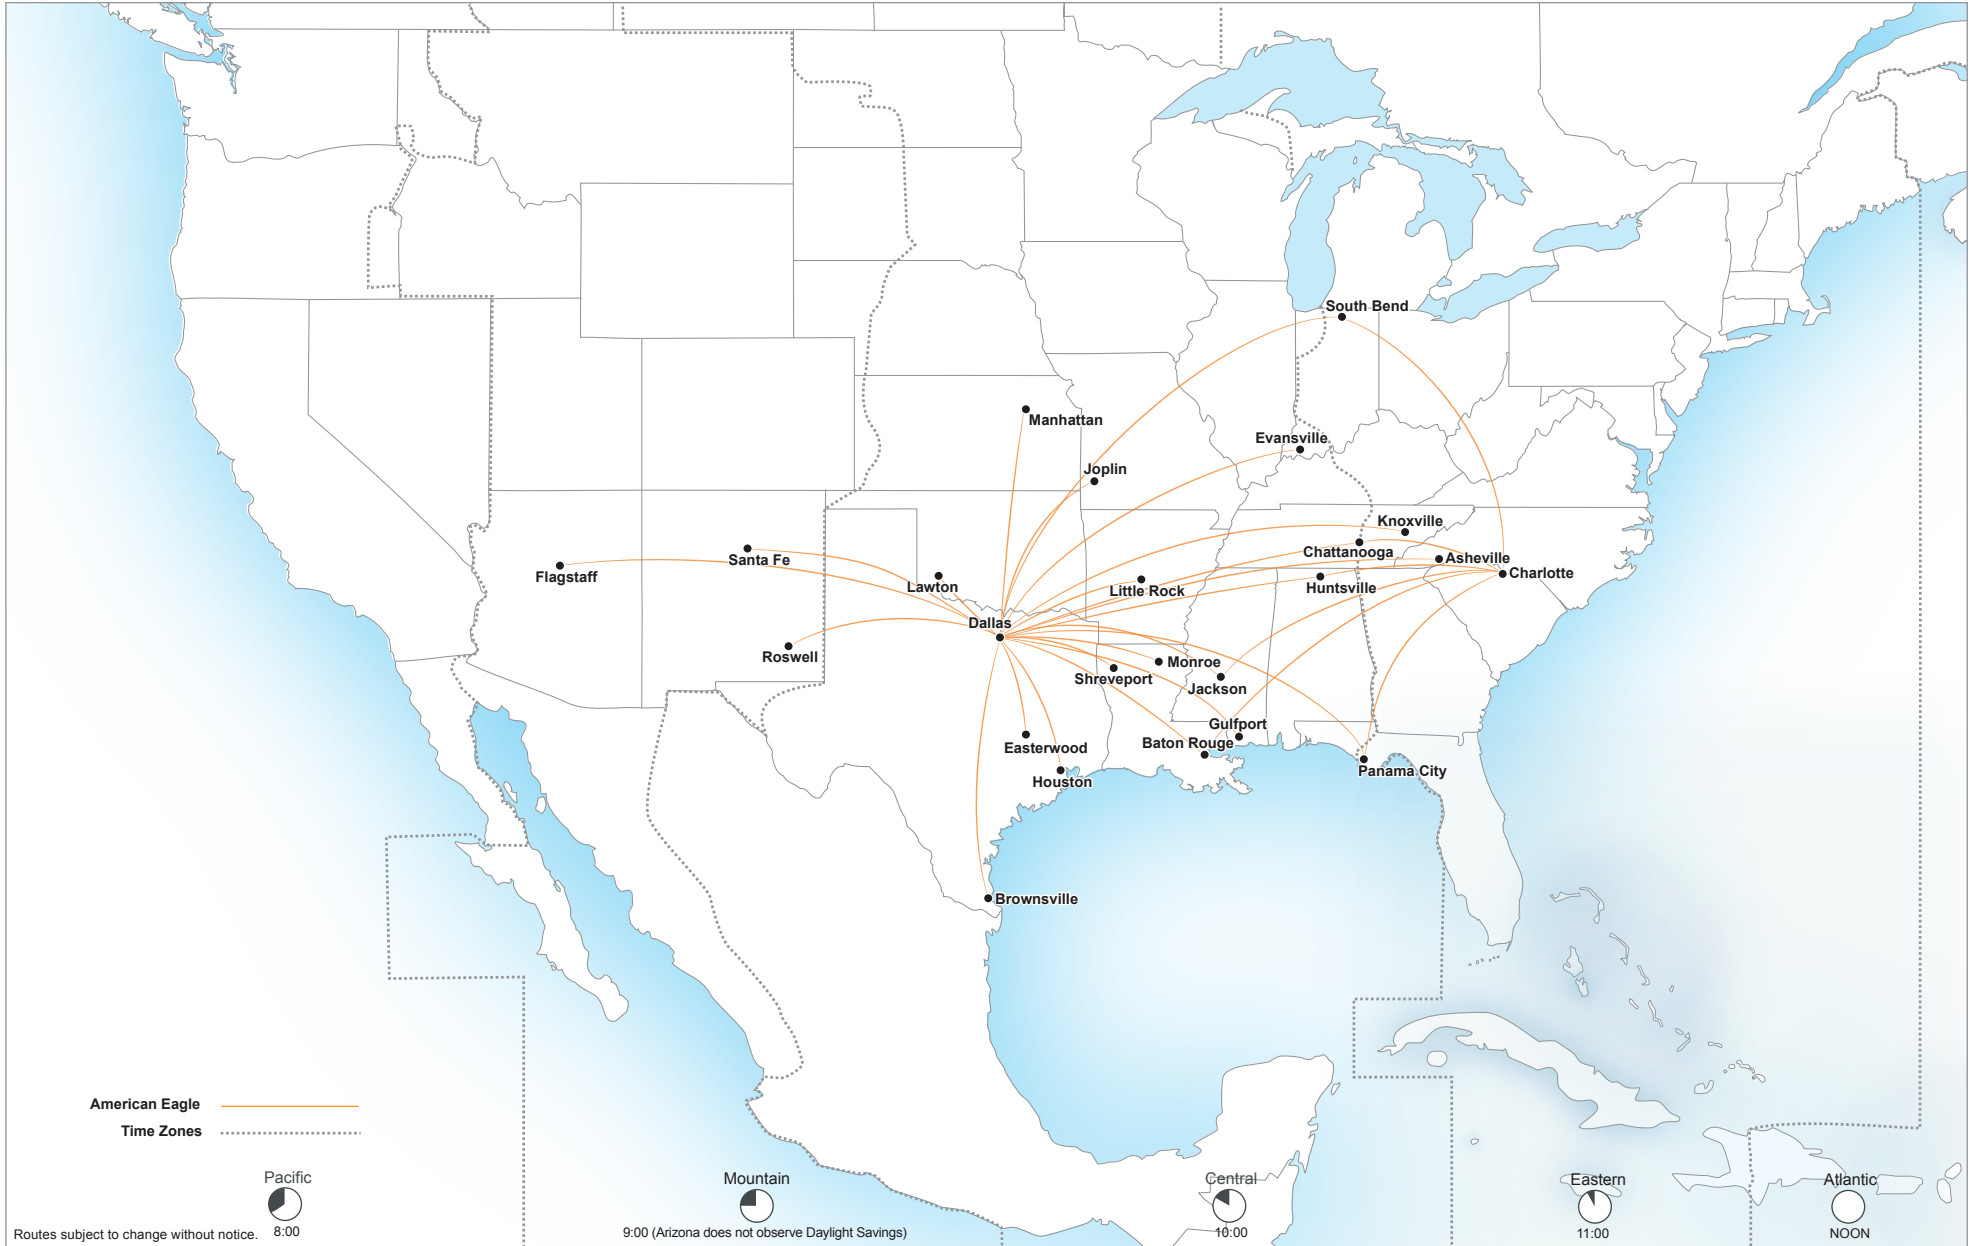 South Bend
Manhattan
Evansville
Joplin
Knoxville
Chattanooga
Asheville
Santa Fe
Flagstaff
Charlotte
Lawton
Little Rock
Huntsville
Dallas
Roswell
Monroe
Shreveport
Jackson
Gulfport
Baton Rouge
Easterwood
Panama City
Houston
Brownsville
American Eagle
Time Zones
Pacific
8:00
Mountain
9:00 (Arizona does not observe Daylight Savings)
Central
10:00
Eastern
11:00
Atlantic
NOON
Routes subject to change without notice.